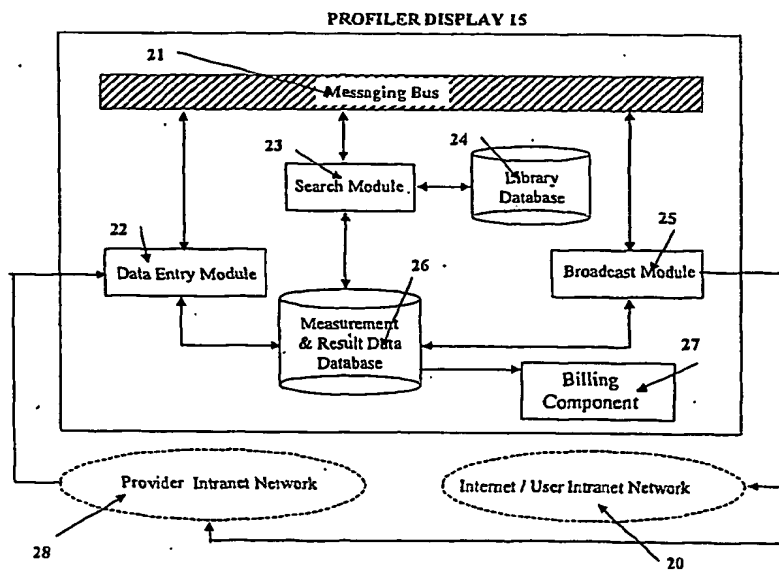 PROFILER DISPLAY 15
21
Messaging Bus
23
24
Search Module
Library
Database
22
25
Data Entry Module
26
Broadcast Module
Measurement
& Result Data
Database
27
Billing
Component
Provider Intranet Network
Internet / User Intranet Network
28
20